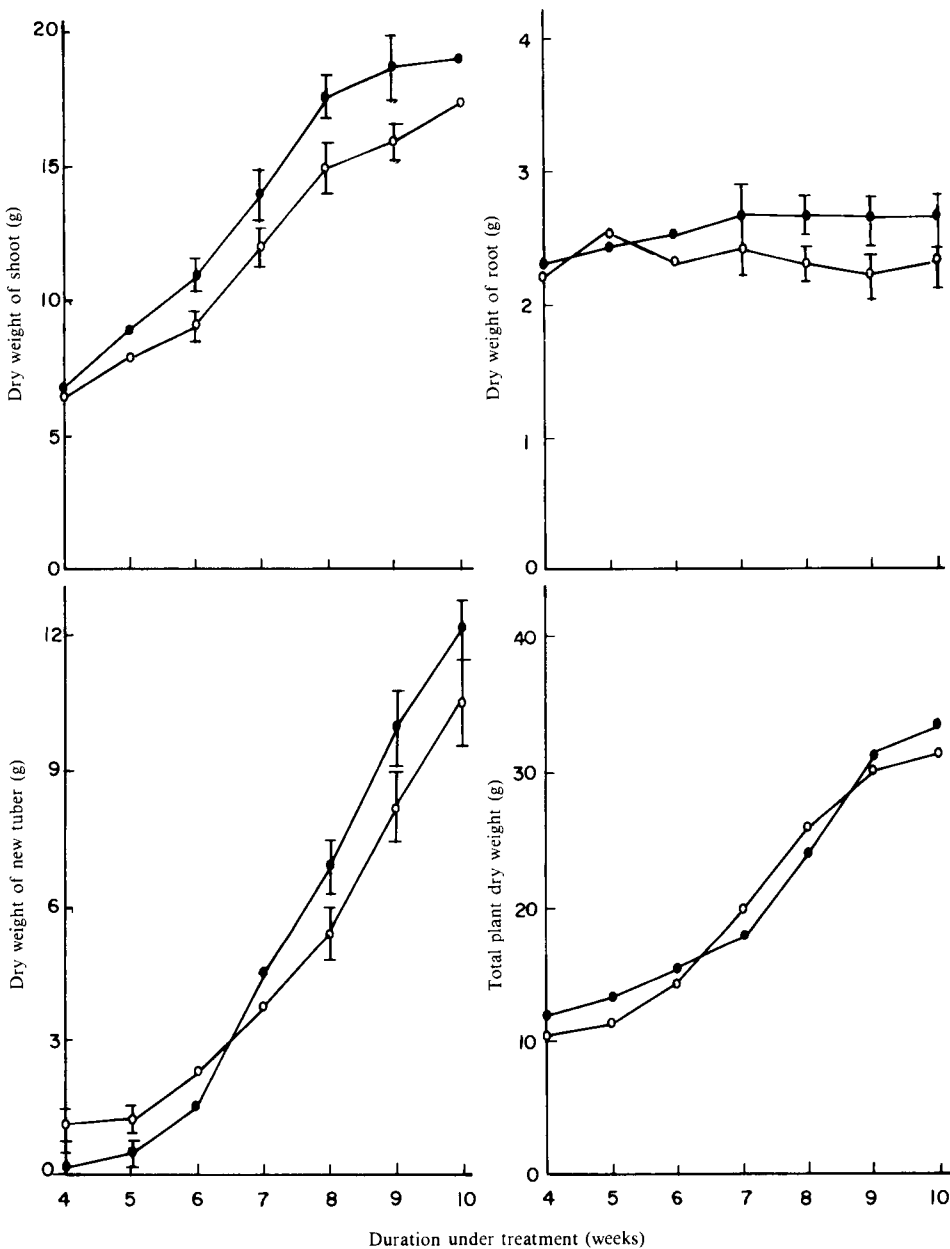 Dry weight of shoot (g)
20
15
10
5
0
Dry weight of root (g)
4
3
2
1
0
Dry weight of new tuber (g)
12
9
6
3
0
4 5 6 7 8 9 10
Total plant dry weight (g)
40
30
20
10
0
4 5 6 7 8 9 10
Duration under treatment (weeks)